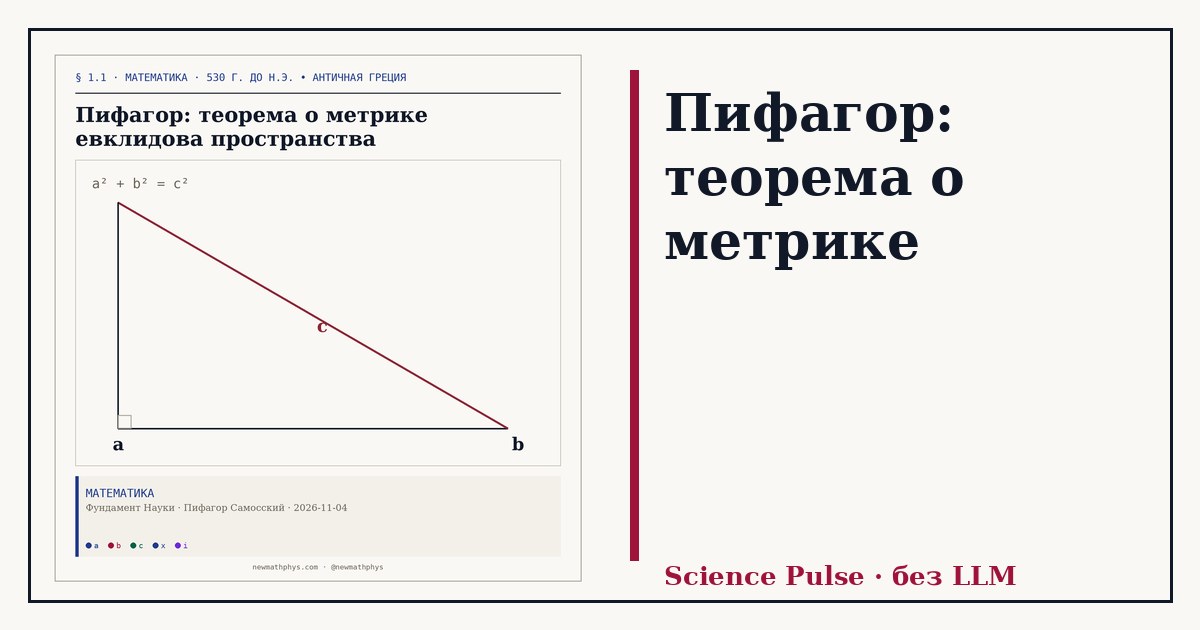 § 1.1 · МАТЕМАТИКА · 530 Г. ДО Н.Э. • АНТИЧНАЯ ГРЕЦИЯ
Пифагор: теорема о метрике
евклидова пространства
a² + b² = c²
c
a
b
МАТЕМАТИКА
Фундамент Науки · Пифагор Самосский · 2026-11-04
a b c x i
newmathphys.com · @newmathphys
Пифагор:
теорема о
метрике
Science Pulse · без LLM